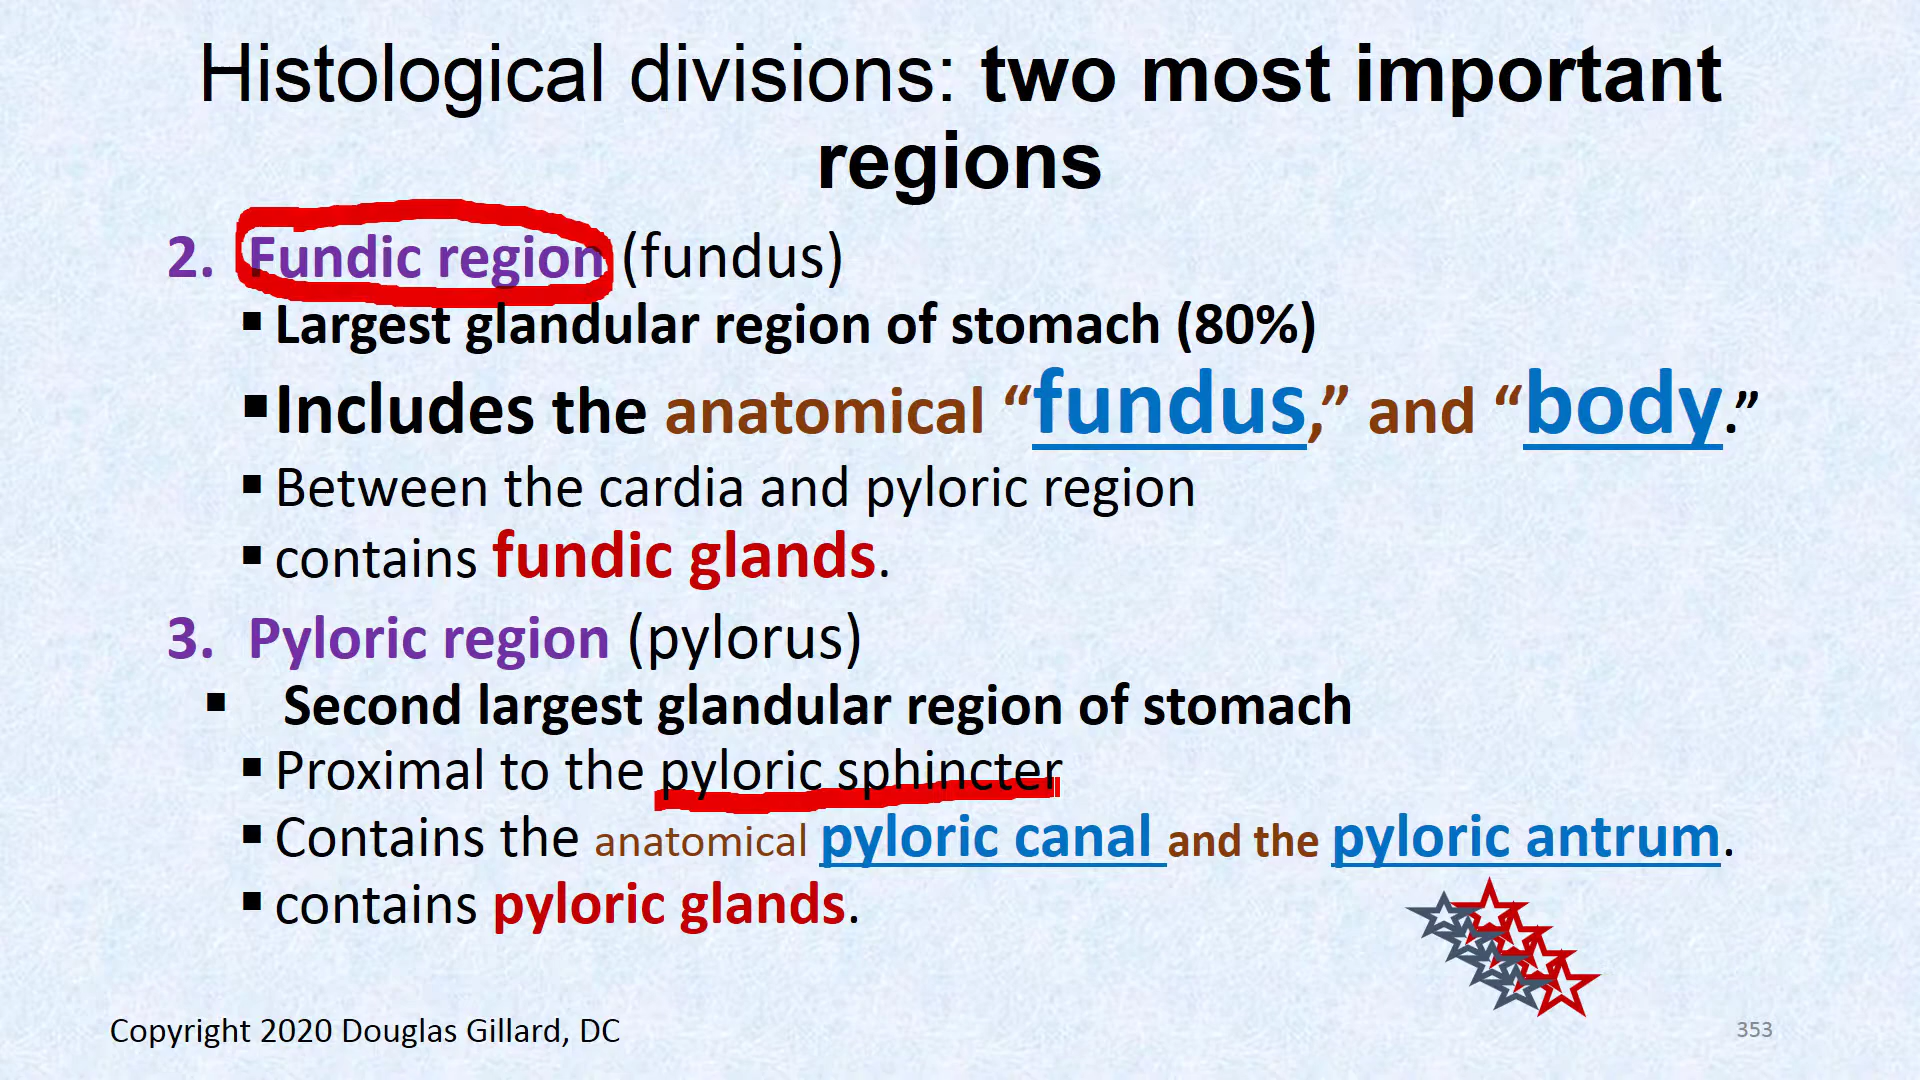 Histological divisions: two most important
regions
2. Fundic region (fundus)
▪ Largest glandular region of stomach (80%)
▪ Includes the anatomical “fundus,” and “body.”
▪ Between the cardia and pyloric region
▪ contains fundic glands.
3. Pyloric region (pylorus)
▪ Second largest glandular region of stomach
▪ Proximal to the pyloric sphincter
▪ Contains the anatomical pyloric canal and the pyloric antrum.
▪ contains pyloric glands.
Copyright 2020 Douglas Gillard, DC
353